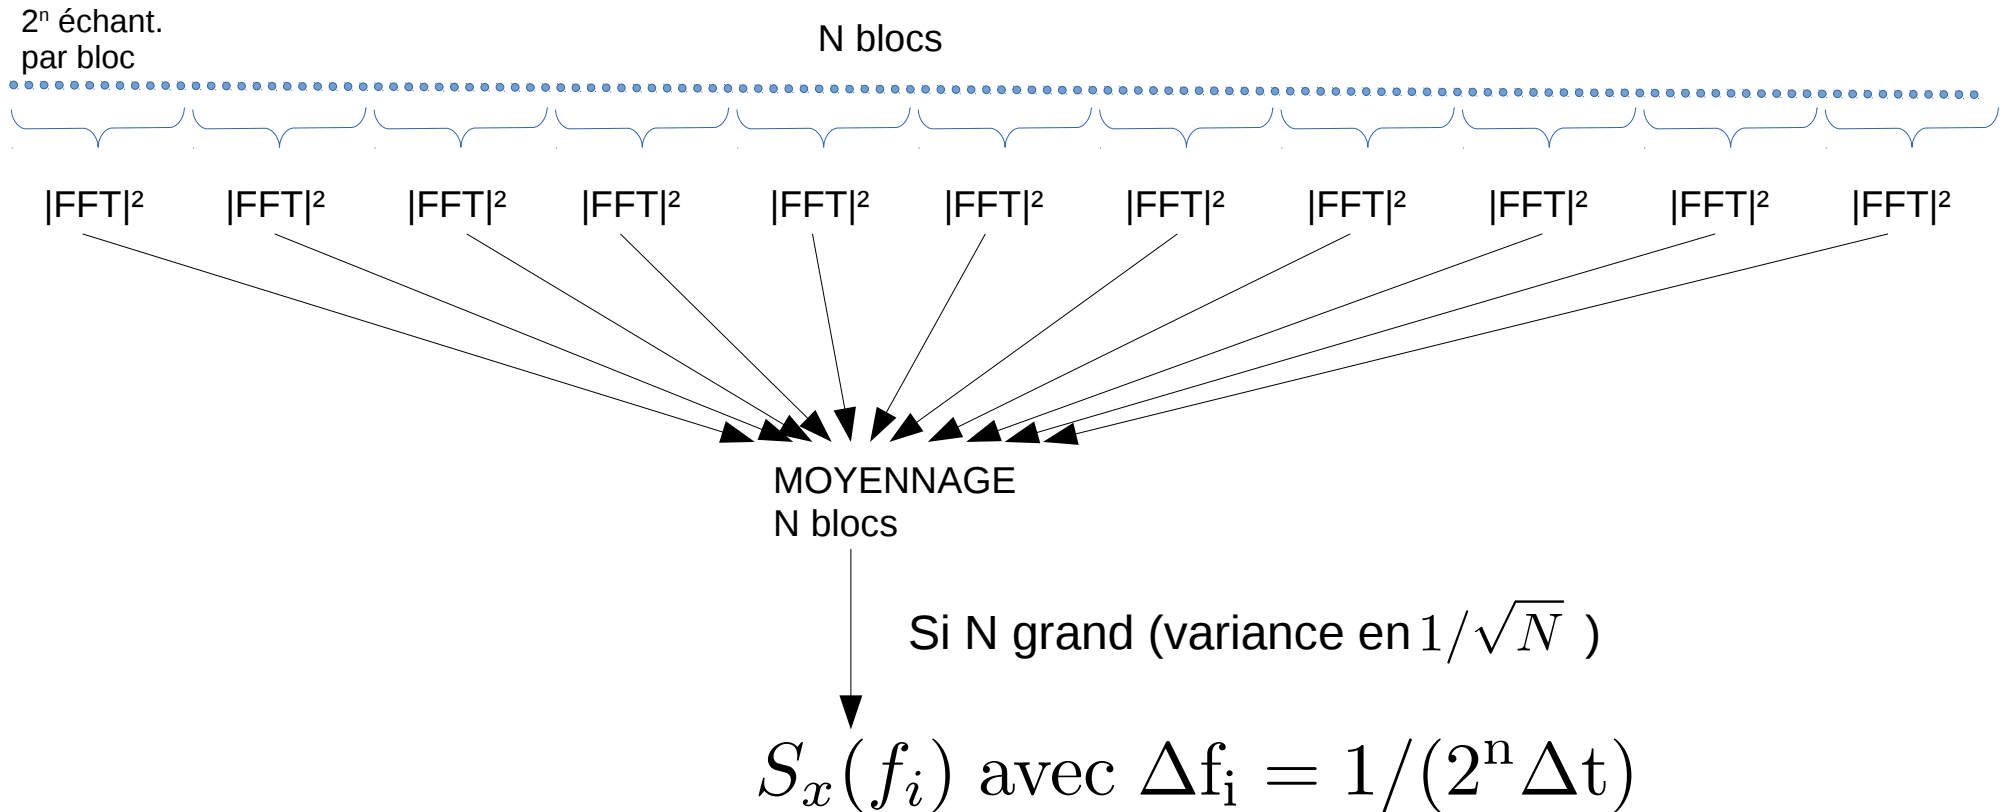 2ⁿ échant.
par bloc
N blocs
|FFT|² |FFT|² |FFT|² |FFT|² |FFT|² |FFT|² |FFT|² |FFT|² |FFT|² |FFT|² |FFT|²
MOYENNAGE
N blocs
Si N grand (variance en 1/√N )
Sₓ(fᵢ) avec Δfᵢ = 1/(2ⁿΔt)